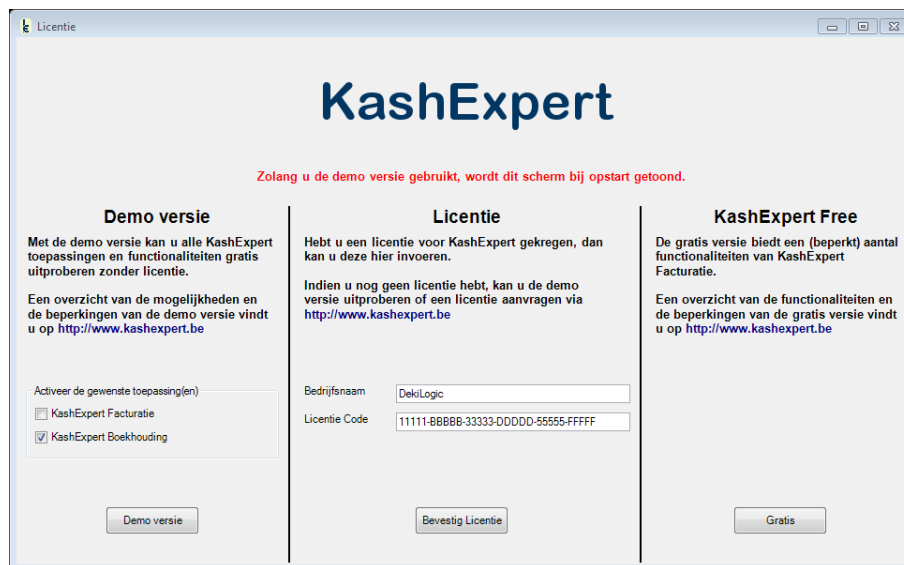 Licentie
KashExpert
Zolang u de demo versie gebruikt, wordt dit scherm bij opstart getoond.
Demo versie
Met de demo versie kan u alle KashExpert
toepassingen en functionaliteiten gratis
uitproberen zonder licentie.
Een overzicht van de mogelijkheden en
de beperkingen van de demo versie vindt
u op http://www.kashexpert.be
Activeer de gewenste toepassing(en)
KashExpert Facturatie
KashExpert Boekhouding
Demo versie
Licentie
Hebt u een licentie voor KashExpert gekregen, dan
kan u deze hier invoeren.
Indien u nog geen licentie hebt, kan u de demo
versie uitproberen of een licentie aanvragen via
http://www.kashexpert.be
Bedrijfsnaam DekiLogic
Licentie Code 11111-BBBBB-33333-DDDDD-55555-FFFFF
Bevestig Licentie
KashExpert Free
De gratis versie biedt een (beperkt) aantal
functionaliteiten van KashExpert
Facturatie.
Een overzicht van de functionaliteiten en
de beperkingen van de gratis versie vindt
u op http://www.kashexpert.be
Gratis